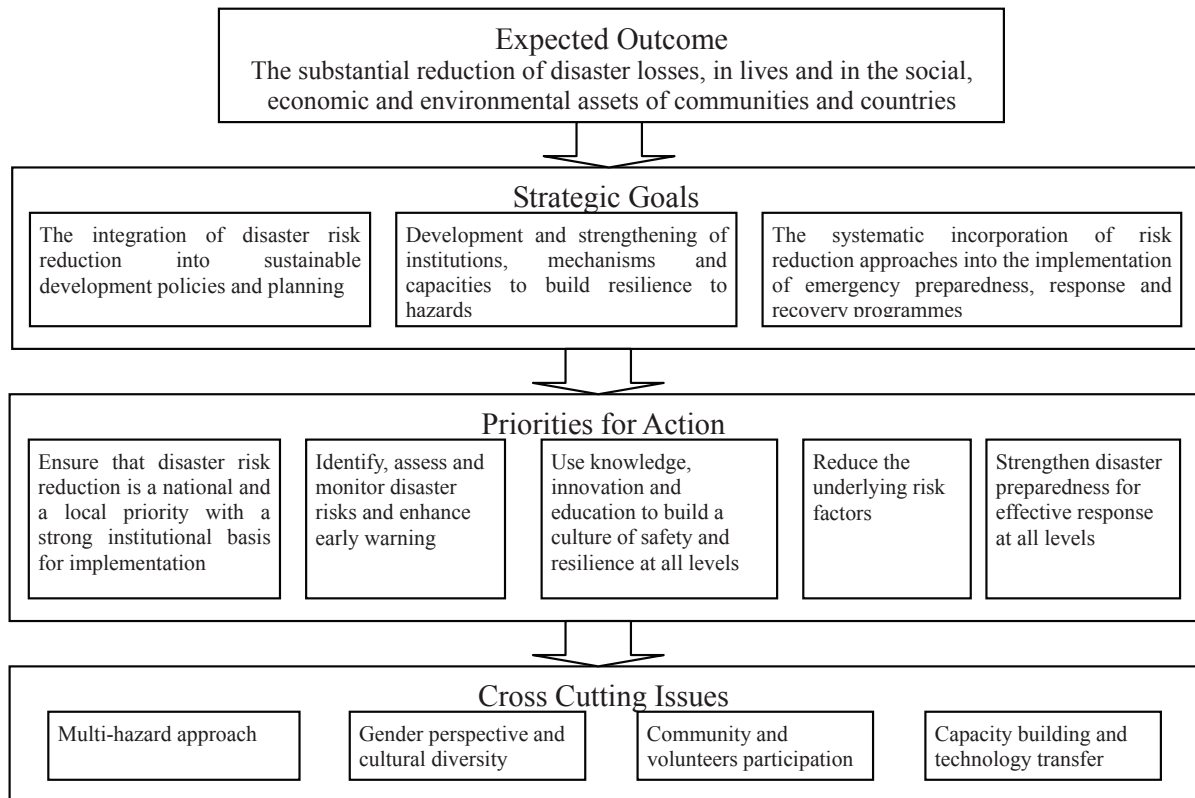 Expected Outcome
The substantial reduction of disaster losses, in lives and in the social,
economic and environmental assets of communities and countries
Strategic Goals
The integration of disaster risk
reduction into sustainable
development policies and planning
Development and strengthening of
institutions, mechanisms and
capacities to build resilience to
hazards
The systematic incorporation of risk
reduction approaches into the implementation
of emergency preparedness, response and
recovery programmes
Priorities for Action
Ensure that disaster risk
reduction is a national and
a local priority with a
strong institutional basis
for implementation
Identify, assess and
monitor disaster
risks and enhance
early warning
Use knowledge,
innovation and
education to build a
culture of safety and
resilience at all levels
Reduce the
underlying risk
factors
Strengthen disaster
preparedness for
effective response
at all levels
Cross Cutting Issues
Multi-hazard approach
Gender perspective and
cultural diversity
Community and
volunteers participation
Capacity building and
technology transfer